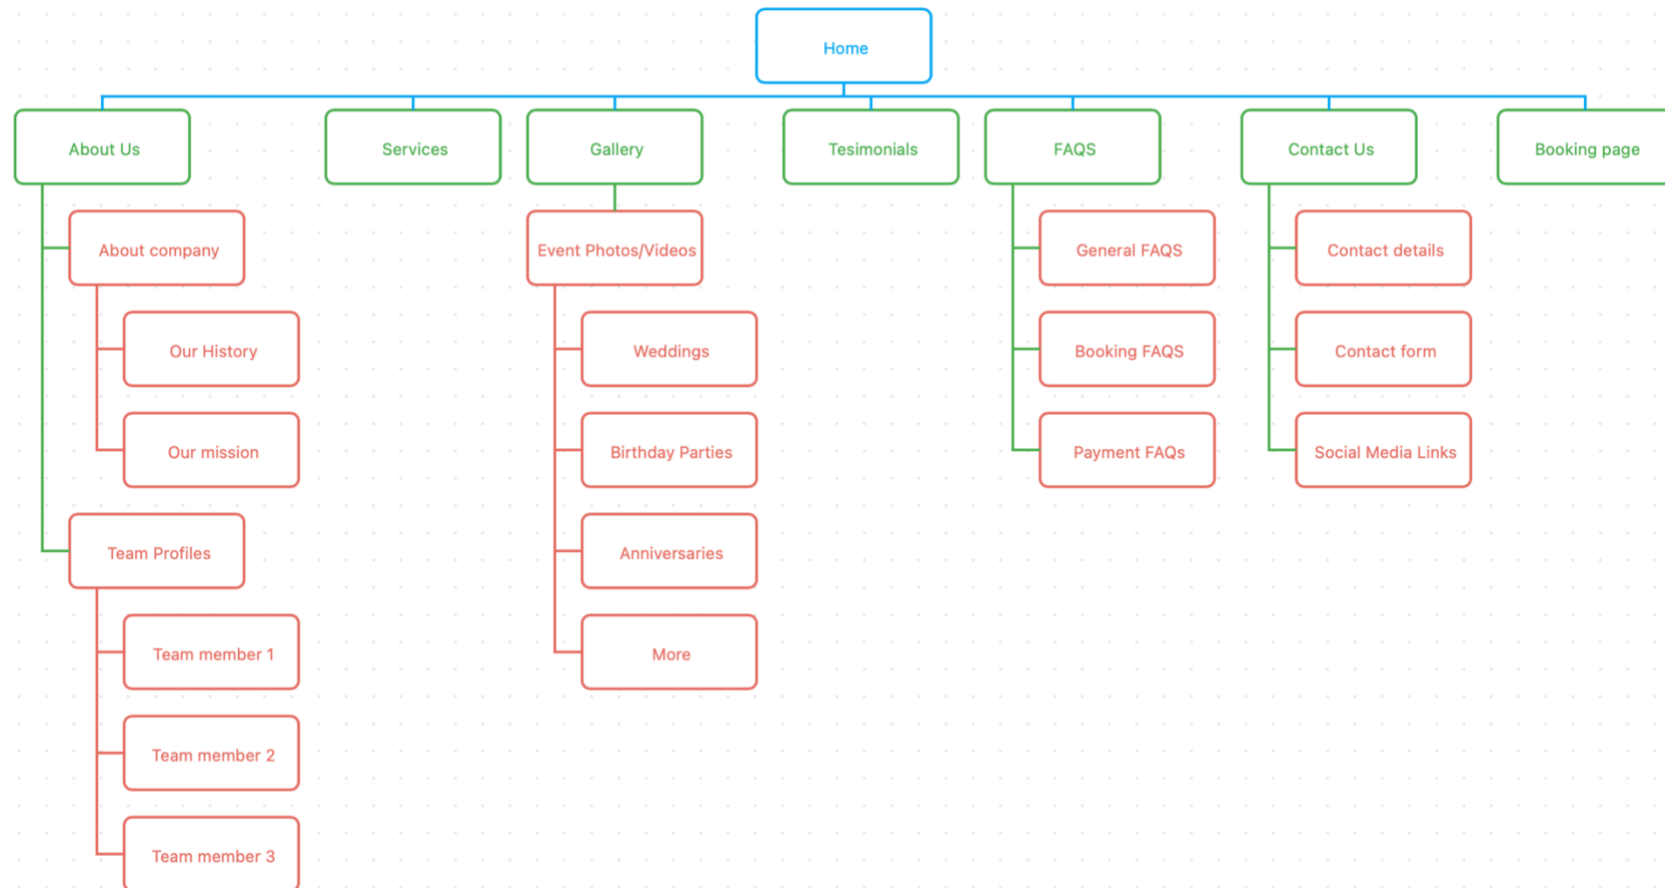 Home
About Us
Services
Gallery
Tesimonials
FAQS
Contact Us
Booking page
About company
Event Photos/Videos
General FAQS
Contact details
Our History
Weddings
Booking FAQS
Contact form
Our mission
Birthday Parties
Payment FAQs
Social Media Links
Team Profiles
Anniversaries
Team member 1
More
Team member 2
Team member 3